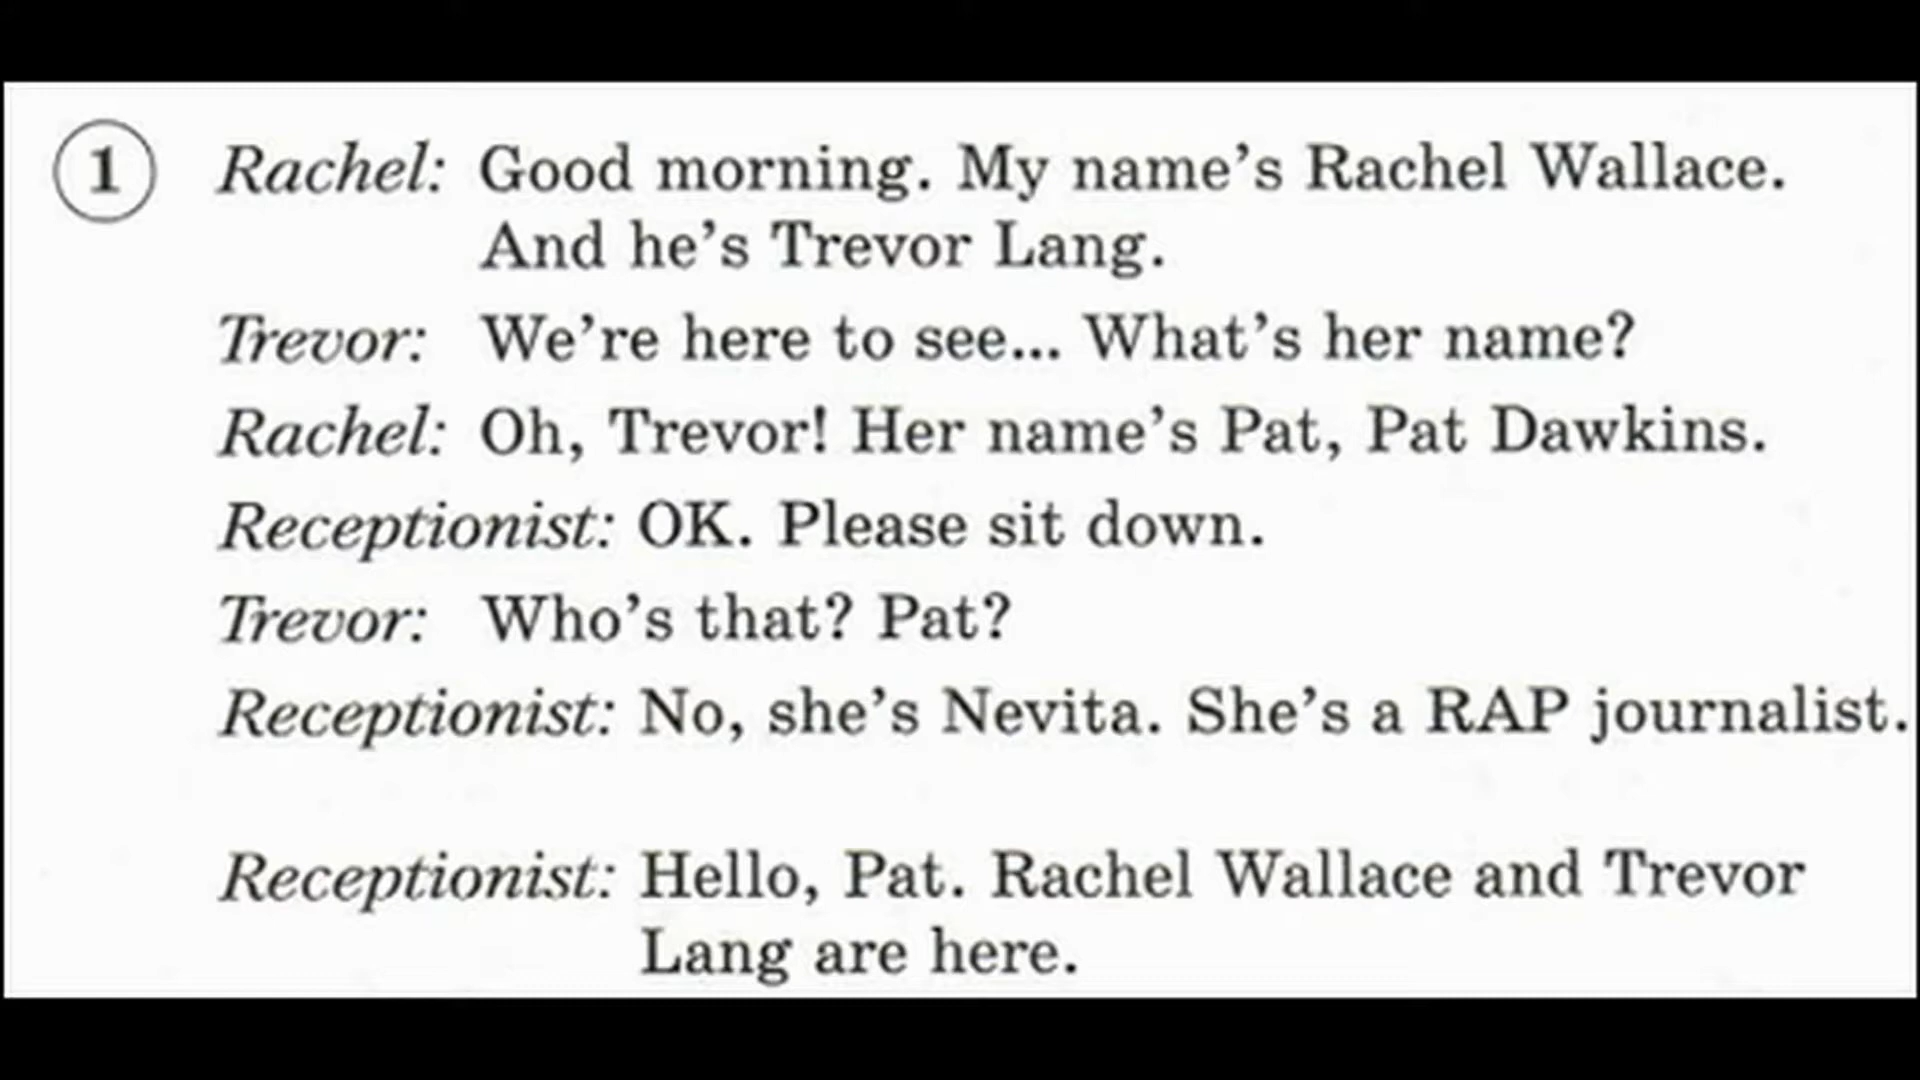 1 Rachel: Good morning. My name's Rachel Wallace.
And he's Trevor Lang.
Trevor: We're here to see... What's her name?
Rachel: Oh, Trevor! Her name's Pat, Pat Dawkins.
Receptionist: OK. Please sit down.
Trevor: Who's that? Pat?
Receptionist: No, she's Nevita. She's a RAP journalist.
Receptionist: Hello, Pat. Rachel Wallace and Trevor
Lang are here.